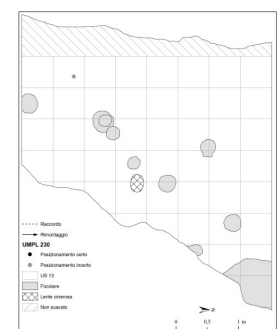 Raccordo
Rimontaggio
UMPL 230
Posizionamento certo
Posizionamento incerto
US 13
Focolare
Lente cinerosa
Non scavato
z
0 0,5 1 m